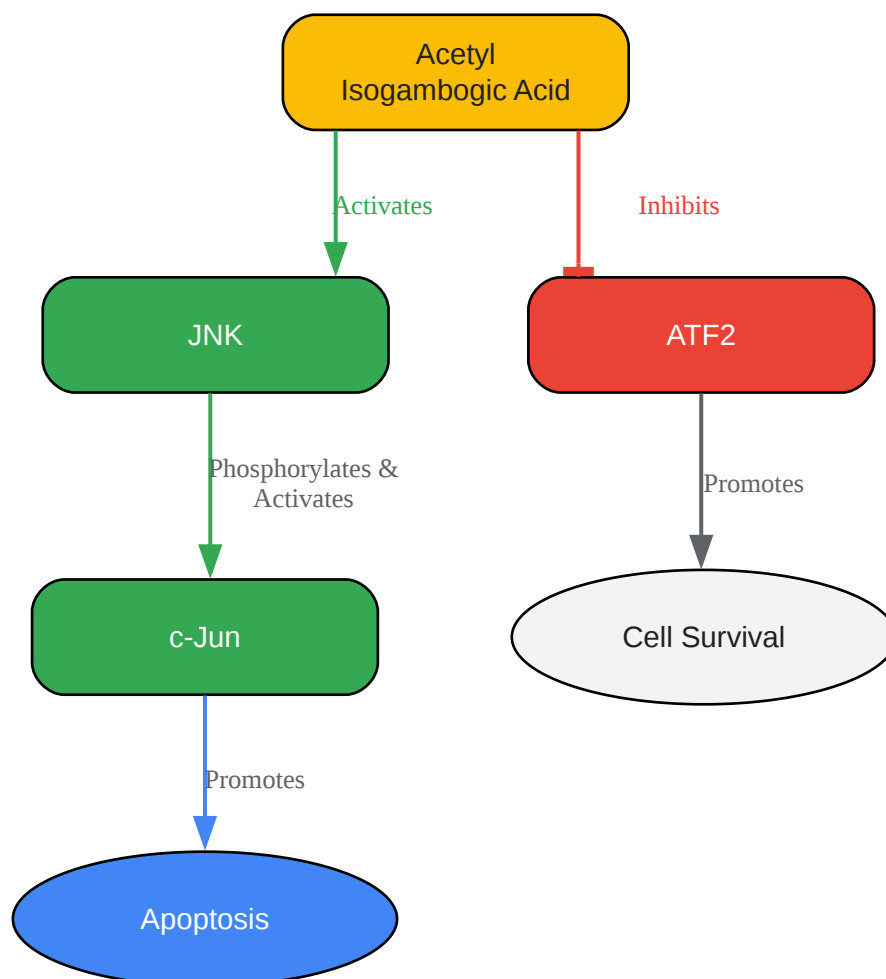 Acetyl
Isogambogic Acid
Activates
Inhibits
JNK
ATF2
Phosphorylates &
Activates
Promotes
c-Jun
Cell Survival
Promotes
Apoptosis